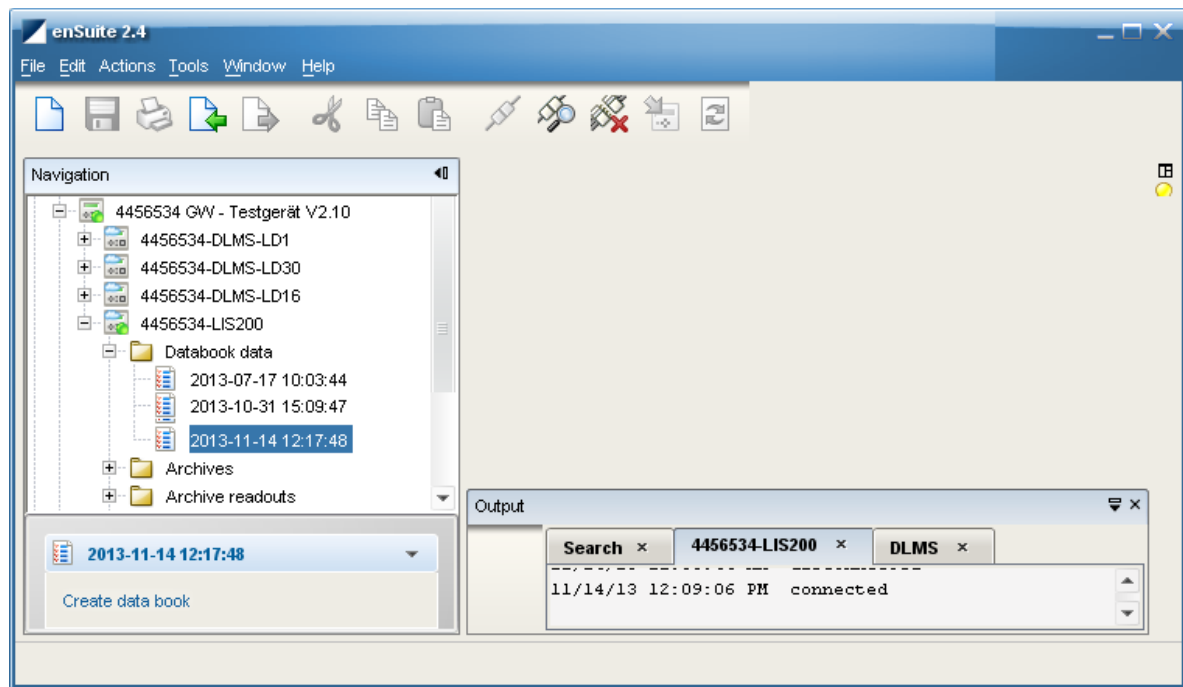 enSuite 2.4
File Edit Actions Tools Window Help
Navigation
4456534 GW - Testgerät V2.10
4456534-DLMS-LD1
4456534-DLMS-LD30
4456534-DLMS-LD16
4456534-LIS200
Databook data
2013-07-17 10:03:44
2013-10-31 15:09:47
2013-11-14 12:17:48
Archives
Archive readouts
2013-11-14 12:17:48
Create data book
Output
Search × 4456534-LIS200 × DLMS ×
11/14/13 12:09:06 PM connected